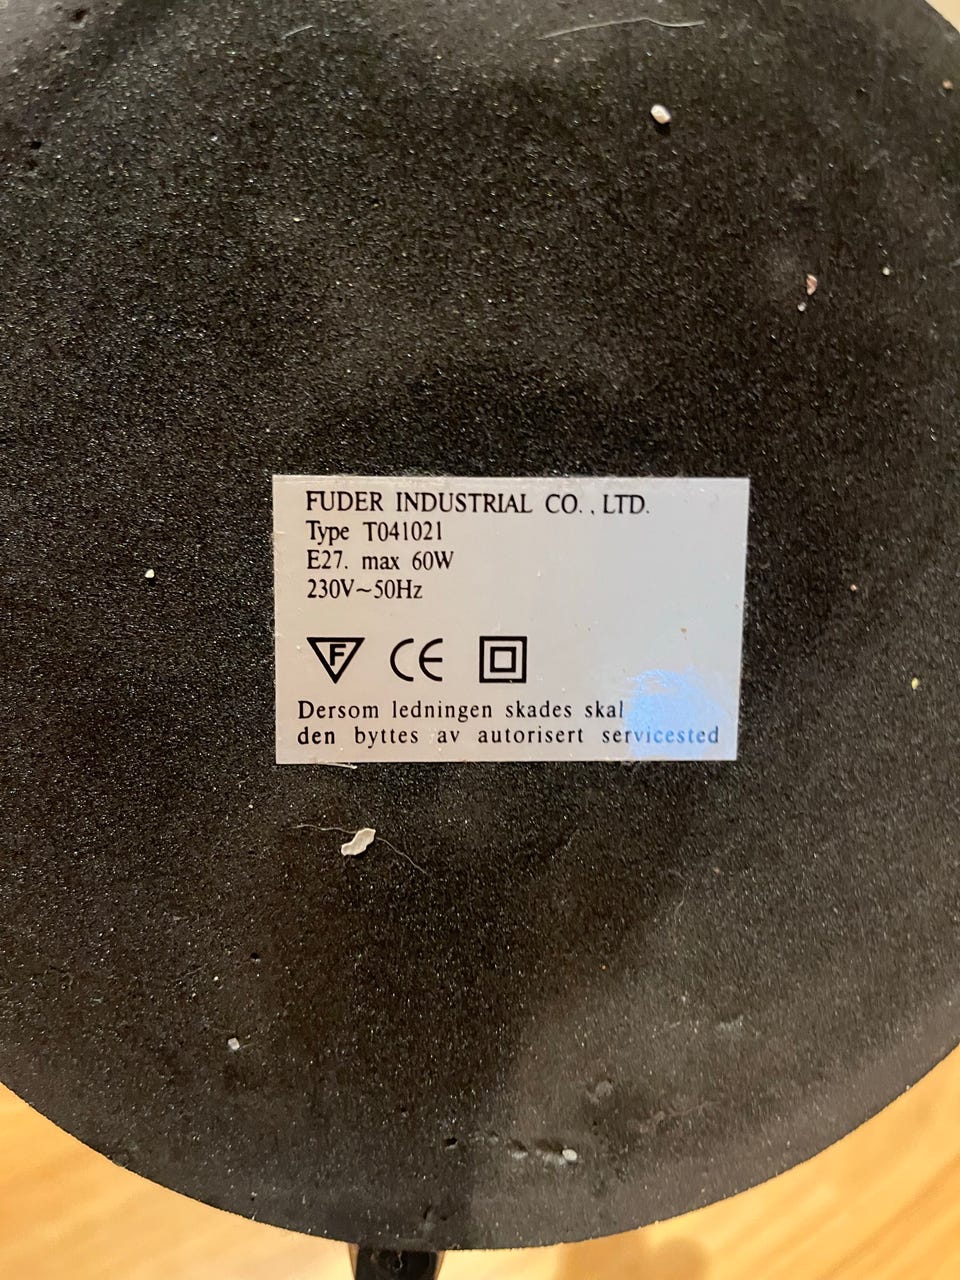 FUDER INDUSTRIAL CO., LTD.
Type T041021
E27. max 60W
230V~50Hz
F CE
Dersom ledningen skades skal
den byttes av autorisert servicested